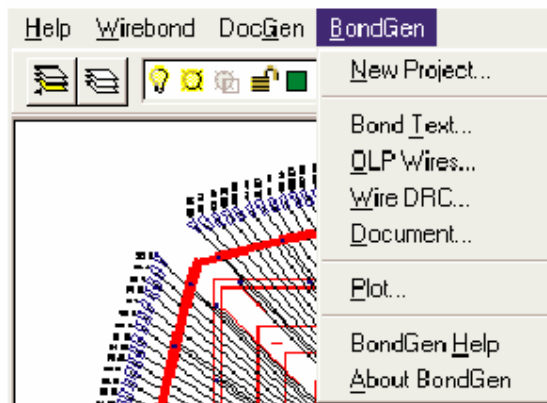 Help Wirebond DocGen BondGen
New Project...
Bond Text...
OLP Wires...
Wire DRC...
Document...
Plot...
BondGen Help
About BondGen